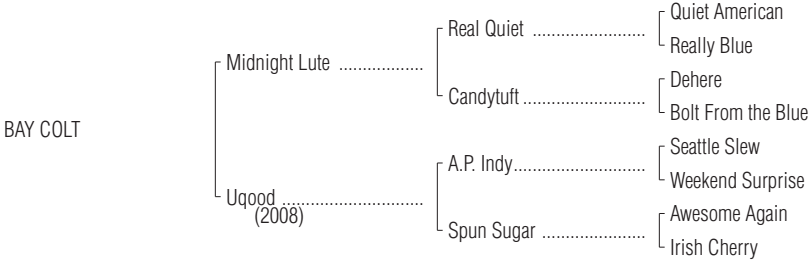 Quiet American
Real Quiet ........................
Really Blue
Midnight Lute ..................
Dehere
Candytuft ..........................
Bolt From the Blue
BAY COLT
Seattle Slew
A.P. Indy............................
Weekend Surprise
Uqood ..............................
(2008)
Awesome Again
Spun Sugar ......................
Irish Cherry